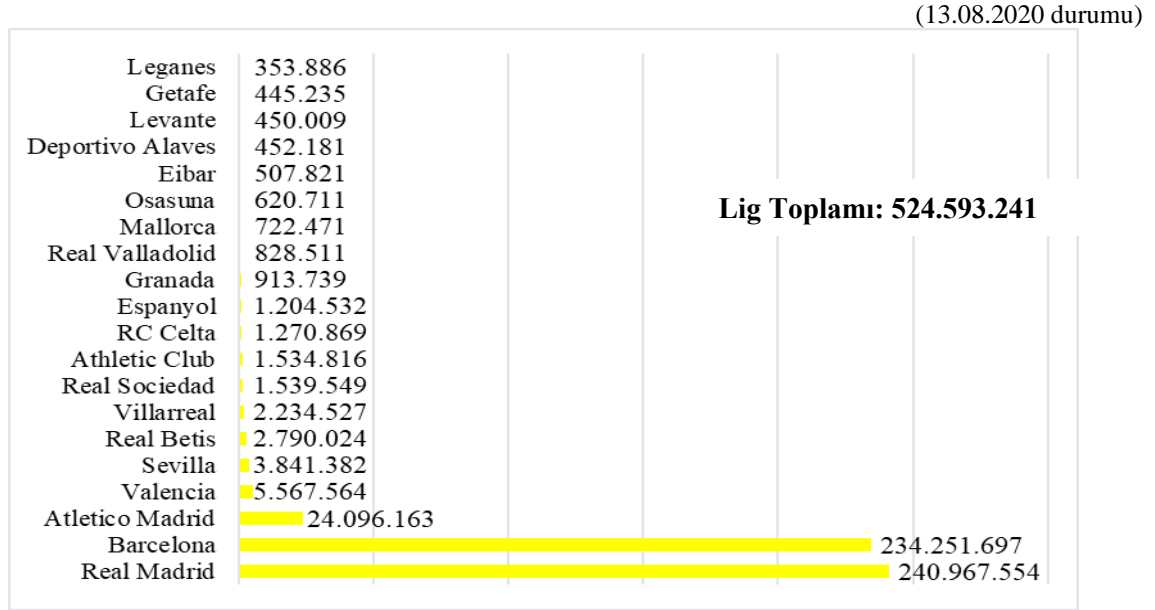 (13.08.2020 durumu)
Leganes 353.886
Getafe 445.235
Levante 450.009
Deportivo Alaves 452.181
Eibar 507.821
Osasuna 620.711
Lig Toplamı: 524.593.241
Mallorca 722.471
Real Valladolid 828.511
Granada 913.739
Espanyol 1.204.532
RC Celta 1.270.869
Athletic Club 1.534.816
Real Sociedad 1.539.549
Villarreal 2.234.527
Real Betis 2.790.024
Sevilla 3.841.382
Valencia 5.567.564
Atletico Madrid 24.096.163
Barcelona 234.251.697
Real Madrid 240.967.554